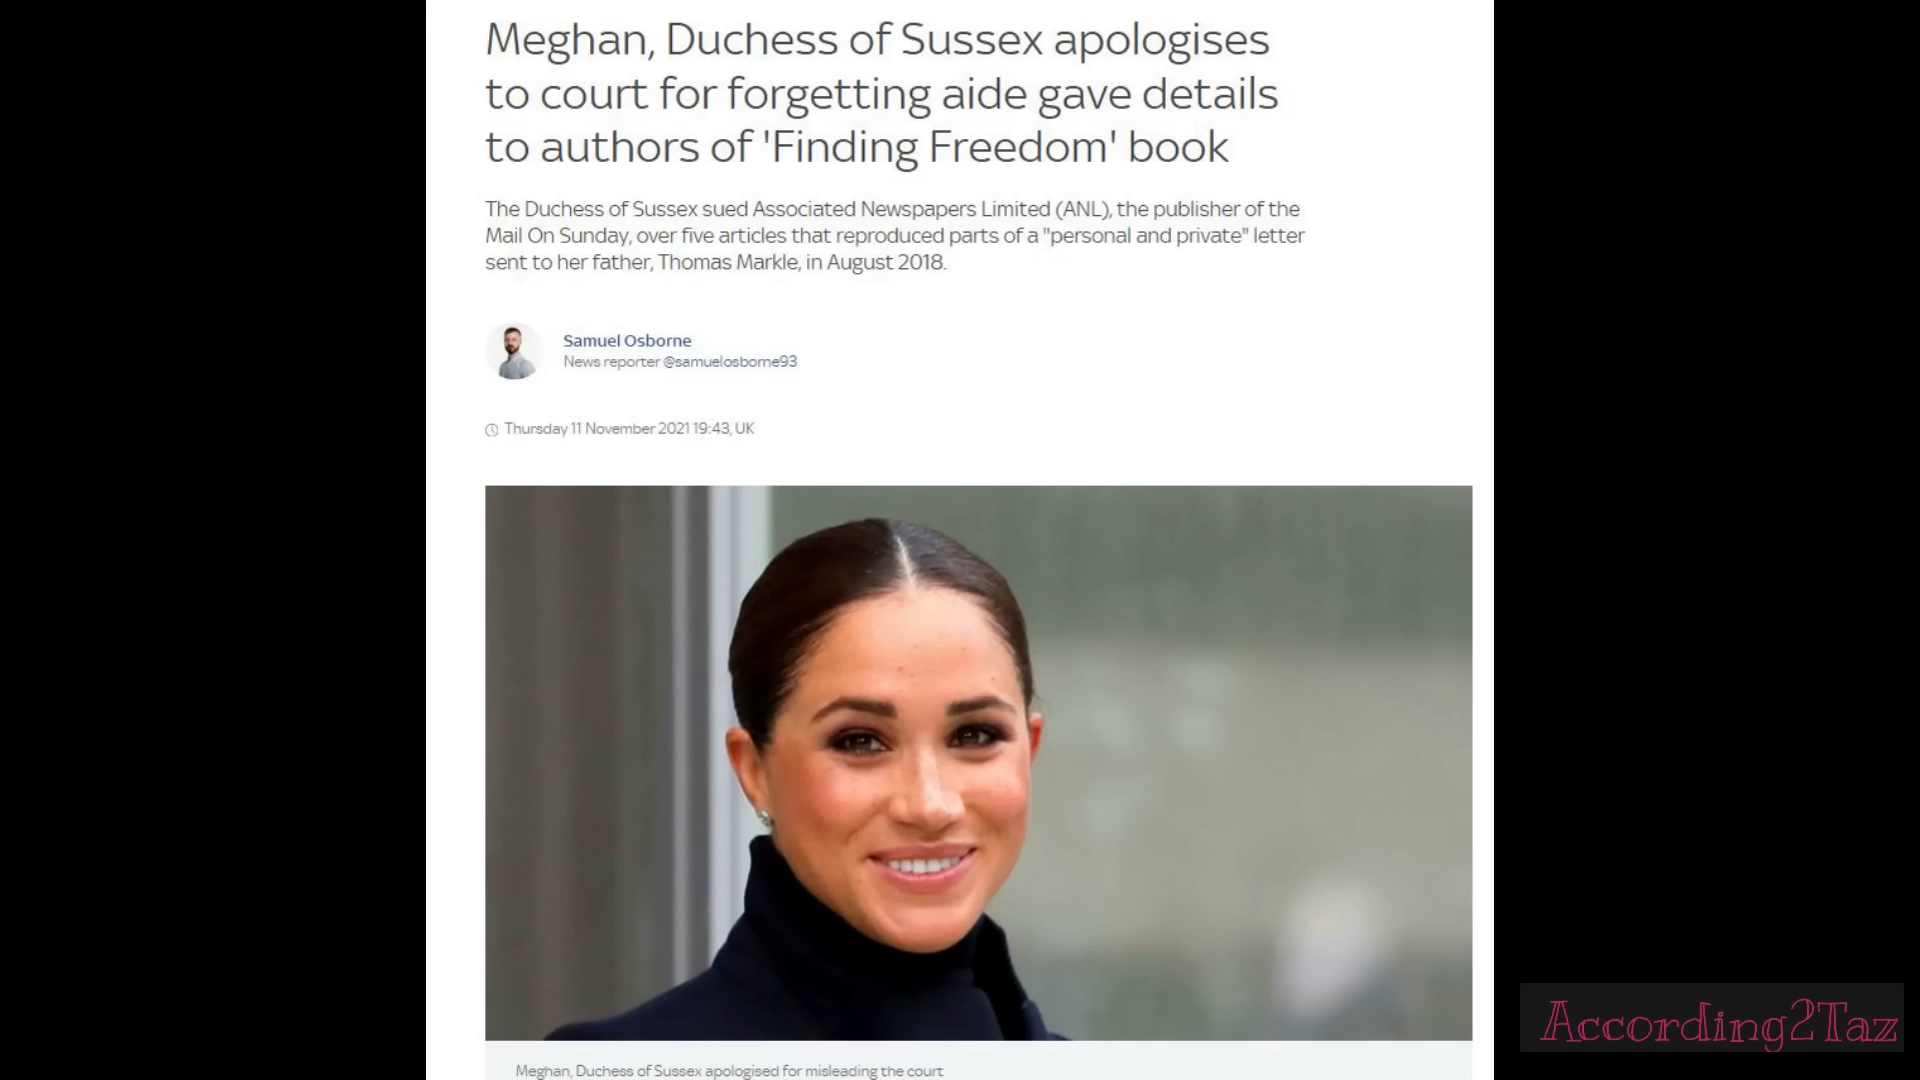 Meghan, Duchess of Sussex apologises
to court for forgetting aide gave details
to authors of 'Finding Freedom' book
The Duchess of Sussex sued Associated Newspapers Limited (ANL), the publisher of the
Mail On Sunday, over five articles that reproduced parts of a "personal and private" letter
sent to her father, Thomas Markle, in August 2018.
Samuel Osborne
News reporter @samuelosborne93
Thursday 11 November 2021 19:43, UK
Meghan, Duchess of Sussex apologised for misleading the court
According2Taz